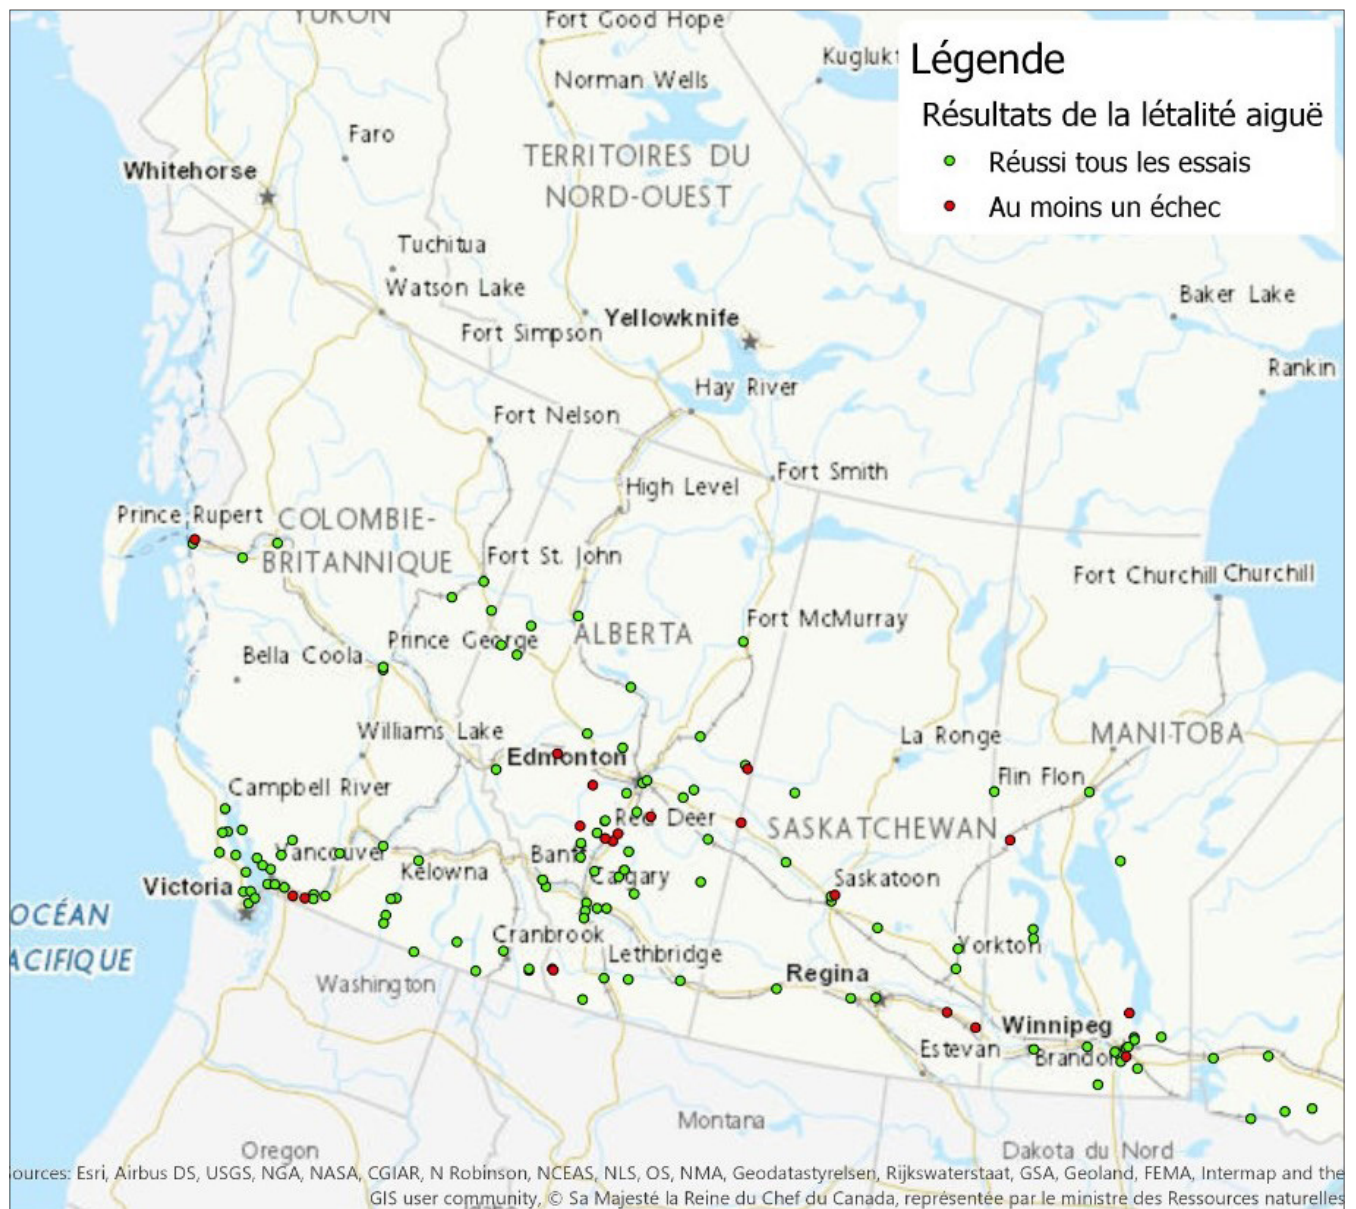 YUKON
Fort Good Hope
Kuglukt
Légende
Norman Wells
Résultats de la létalité aiguë
Faro
TERRITOIRES DU
NORD-OUEST
Réussi tous les essais
Whitehorse
Au moins un échec
Tuchitua
Watson Lake
Baker Lake
Yellowknife
Fort Simpson
Rankin
Hay River
Fort Nelson
Fort Smith
High Level
Prince Rupert
COLOMBIE-
BRITANNIQUE
Fort St. John
Fort Churchill
Churchill
Fort McMurray
ALBERTA
Prince George
Bella Coola
Williams Lake
La Ronge
MANITOBA
Edmonton
Flin Flon
Campbell River
Red Deer
SASKATCHEWAN
Vancouver
Banff
Kelowna
Calgary
Saskatoon
Victoria
OCÉAN
ACIFIQUE
Cranbrook
Lethbridge
Yorkton
Regina
Washington
Winnipeg
Estevan
Brandon
Montana
Oregon
Dakota du Nord
Sources: Esri, Airbus DS, USGS, NGA, NASA, CGIAR, N Robinson, NCEAS, NLS, OS, NMA, Geodatastyrelsen, Rijkswaterstaat, GSA, Geoland, FEMA, Intermap and the
GIS user community, © Sa Majesté la Reine du Chef du Canada, représentée par le ministre des Ressources naturelles